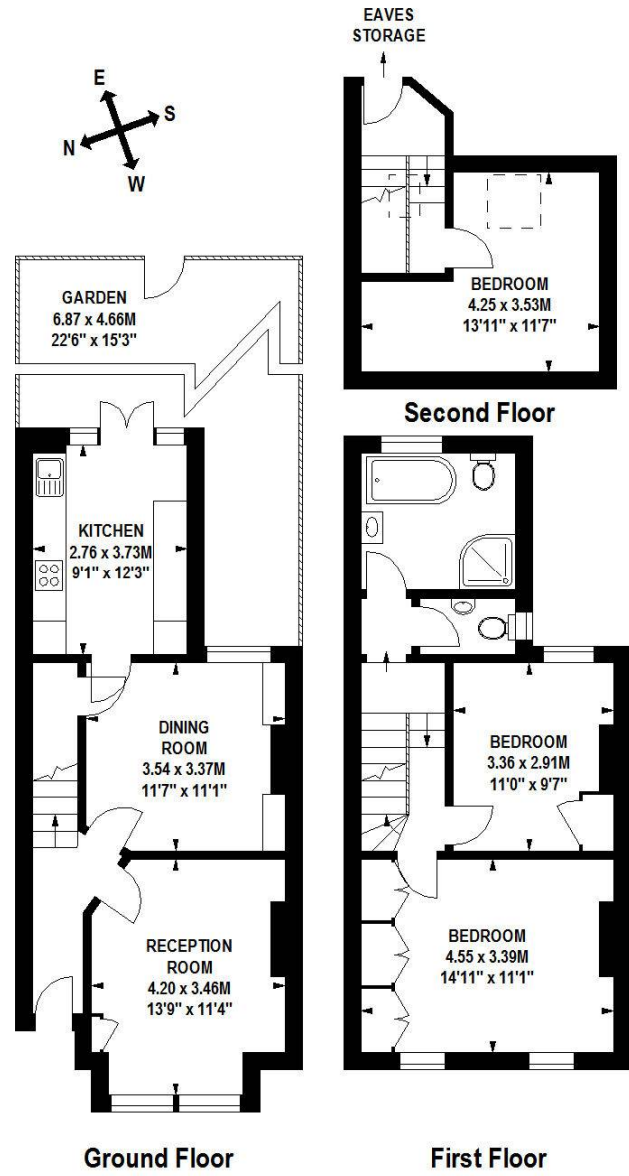 EAVES
STORAGE
E
S
N
W
GARDEN
6.87 x 4.66M
22'6" x 15'3"
BEDROOM
4.25 x 3.53M
13'11" x 11'7"
Second Floor
KITCHEN
2.76 x 3.73M
9'1" x 12'3"
DINING
ROOM
3.54 x 3.37M
11'7" x 11'1"
BEDROOM
3.36 x 2.91M
11'0" x 9'7"
RECEPTION
ROOM
4.20 x 3.46M
13'9" x 11'4"
BEDROOM
4.55 x 3.39M
14'11" x 11'1"
Ground Floor
First Floor